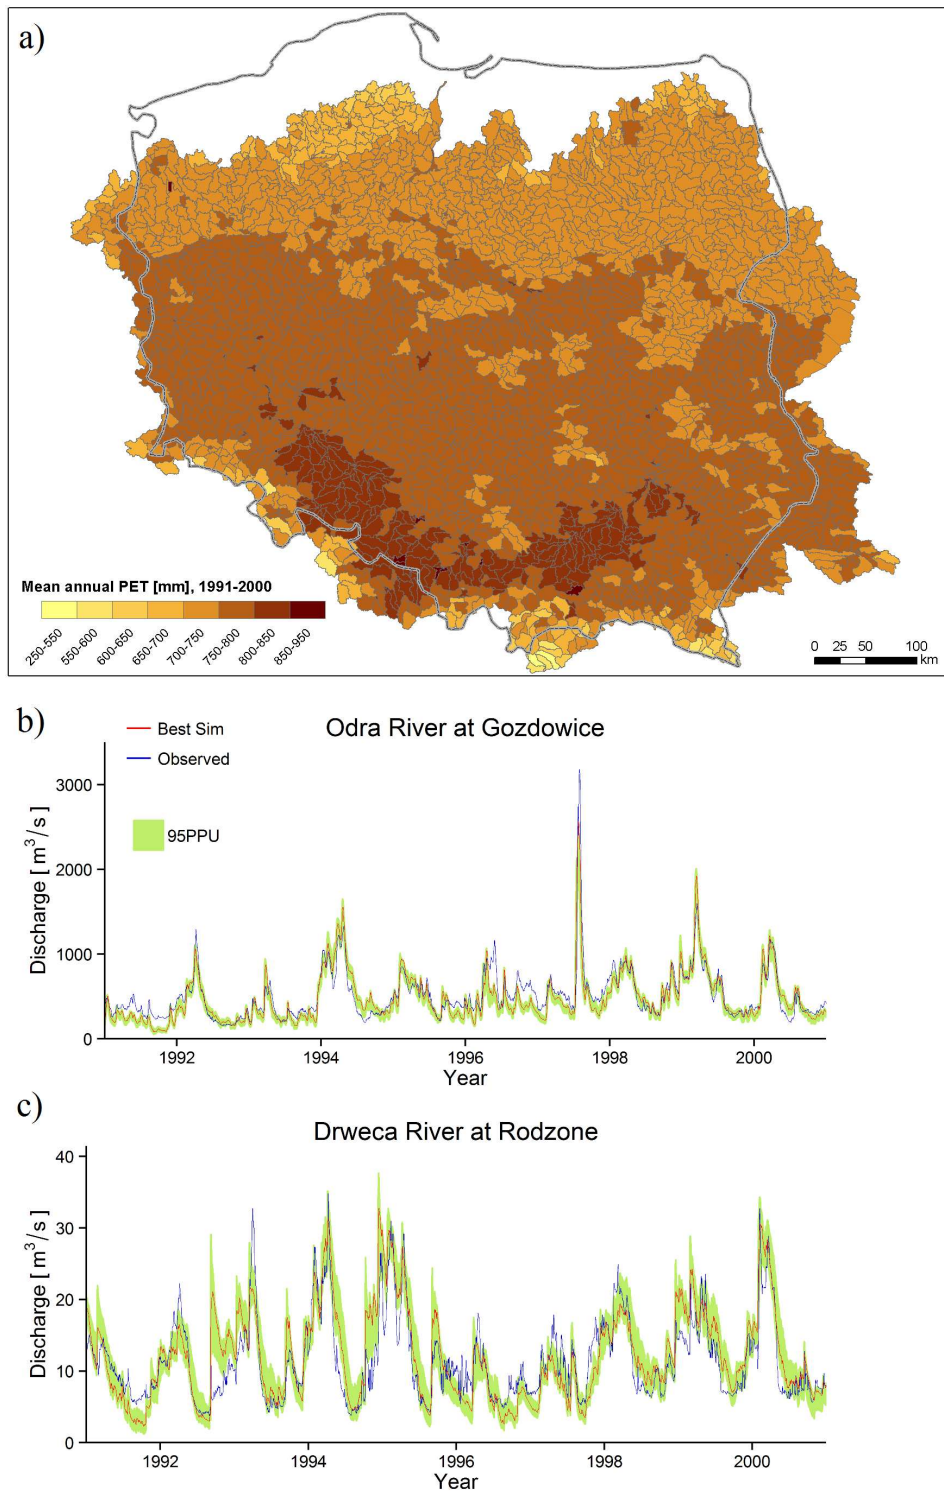 a)
Mean annual PET [mm], 1991-2000
250-550
550-600
600-650
650-700
700-750
750-800
800-850
850-950
0 25 50 100
km
b)
Odra River at Gozdowice
Best Sim
Observed
95PPU
Discharge [ m³/s ]
3000
2000
1000
0
1992 1994 1996 1998 2000
Year
c)
Drweca River at Rodzone
Discharge [ m³/s ]
40
30
20
10
0
1992 1994 1996 1998 2000
Year